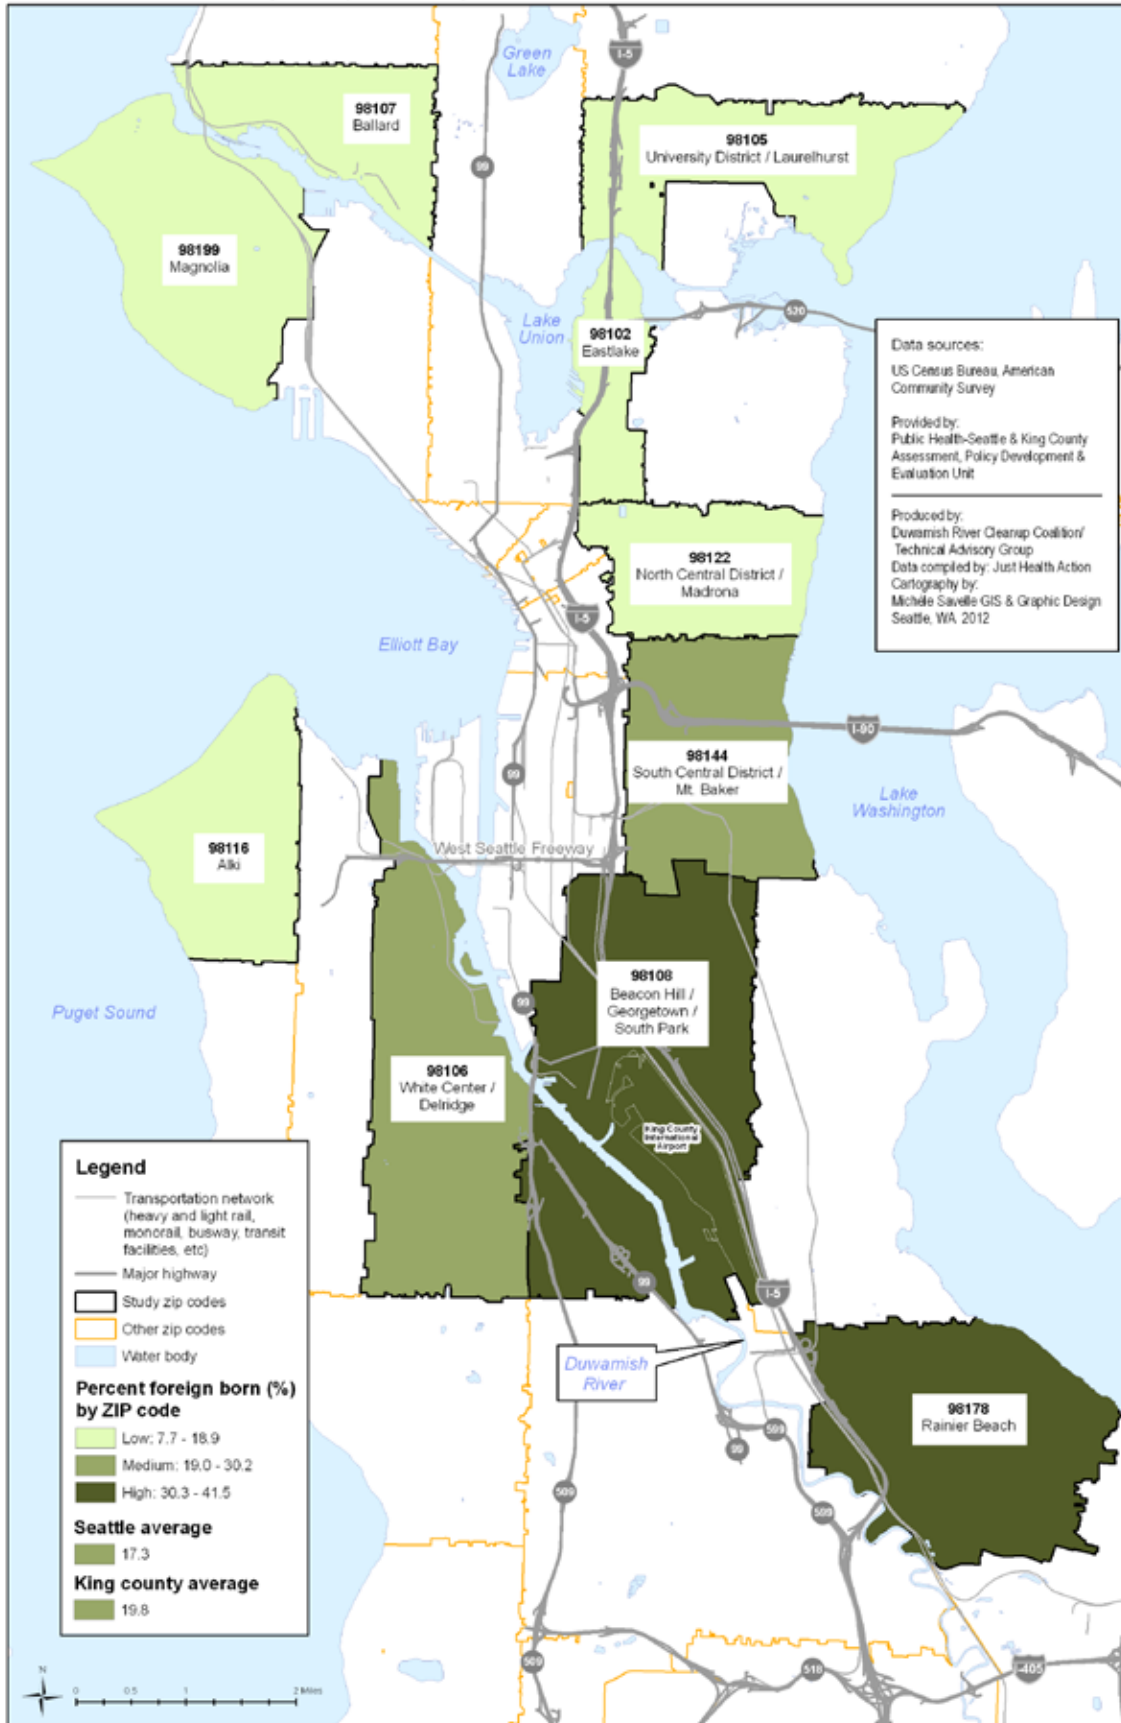 Green
Lake
I-5
98107
Ballard
98105
University District / Laurelhurst
99
98199
Magnolia
Lake
Union
98102
Eastlake
520
Data sources:
US Census Bureau, American
Community Survey
Provided by:
Public Health-Seattle & King County
Assessment, Policy Development &
Evaluation Unit
Produced by:
Duwamish River Cleanup Coalition/
Technical Advisory Group
Data compiled by: Just Health Action
Cartography by:
Michéle Savelle GIS & Graphic Design
Seattle, WA 2012
98122
North Central District /
Madrona
I-5
Elliott Bay
I-90
98144
South Central District /
Mt. Baker
99
Lake
Washington
98116
Alki
West Seattle Freeway
98108
Beacon Hill /
Georgetown /
South Park
99
Puget Sound
98106
White Center /
Delridge
King County
International
Airport
Legend
Transportation network
(heavy and light rail,
monorail, busway, transit
facilities, etc)
Major highway
Study zip codes
Other zip codes
Water body
Percent foreign born (%)
by ZIP code
Low: 7.7 - 18.9
Medium: 19.0 - 30.2
High: 30.3 - 41.5
Seattle average
17.3
King county average
19.8
99
I-5
Duwamish
River
98178
Rainier Beach
599
99
509
599
509
518
I-405
N
0 0.5 1 2 Miles